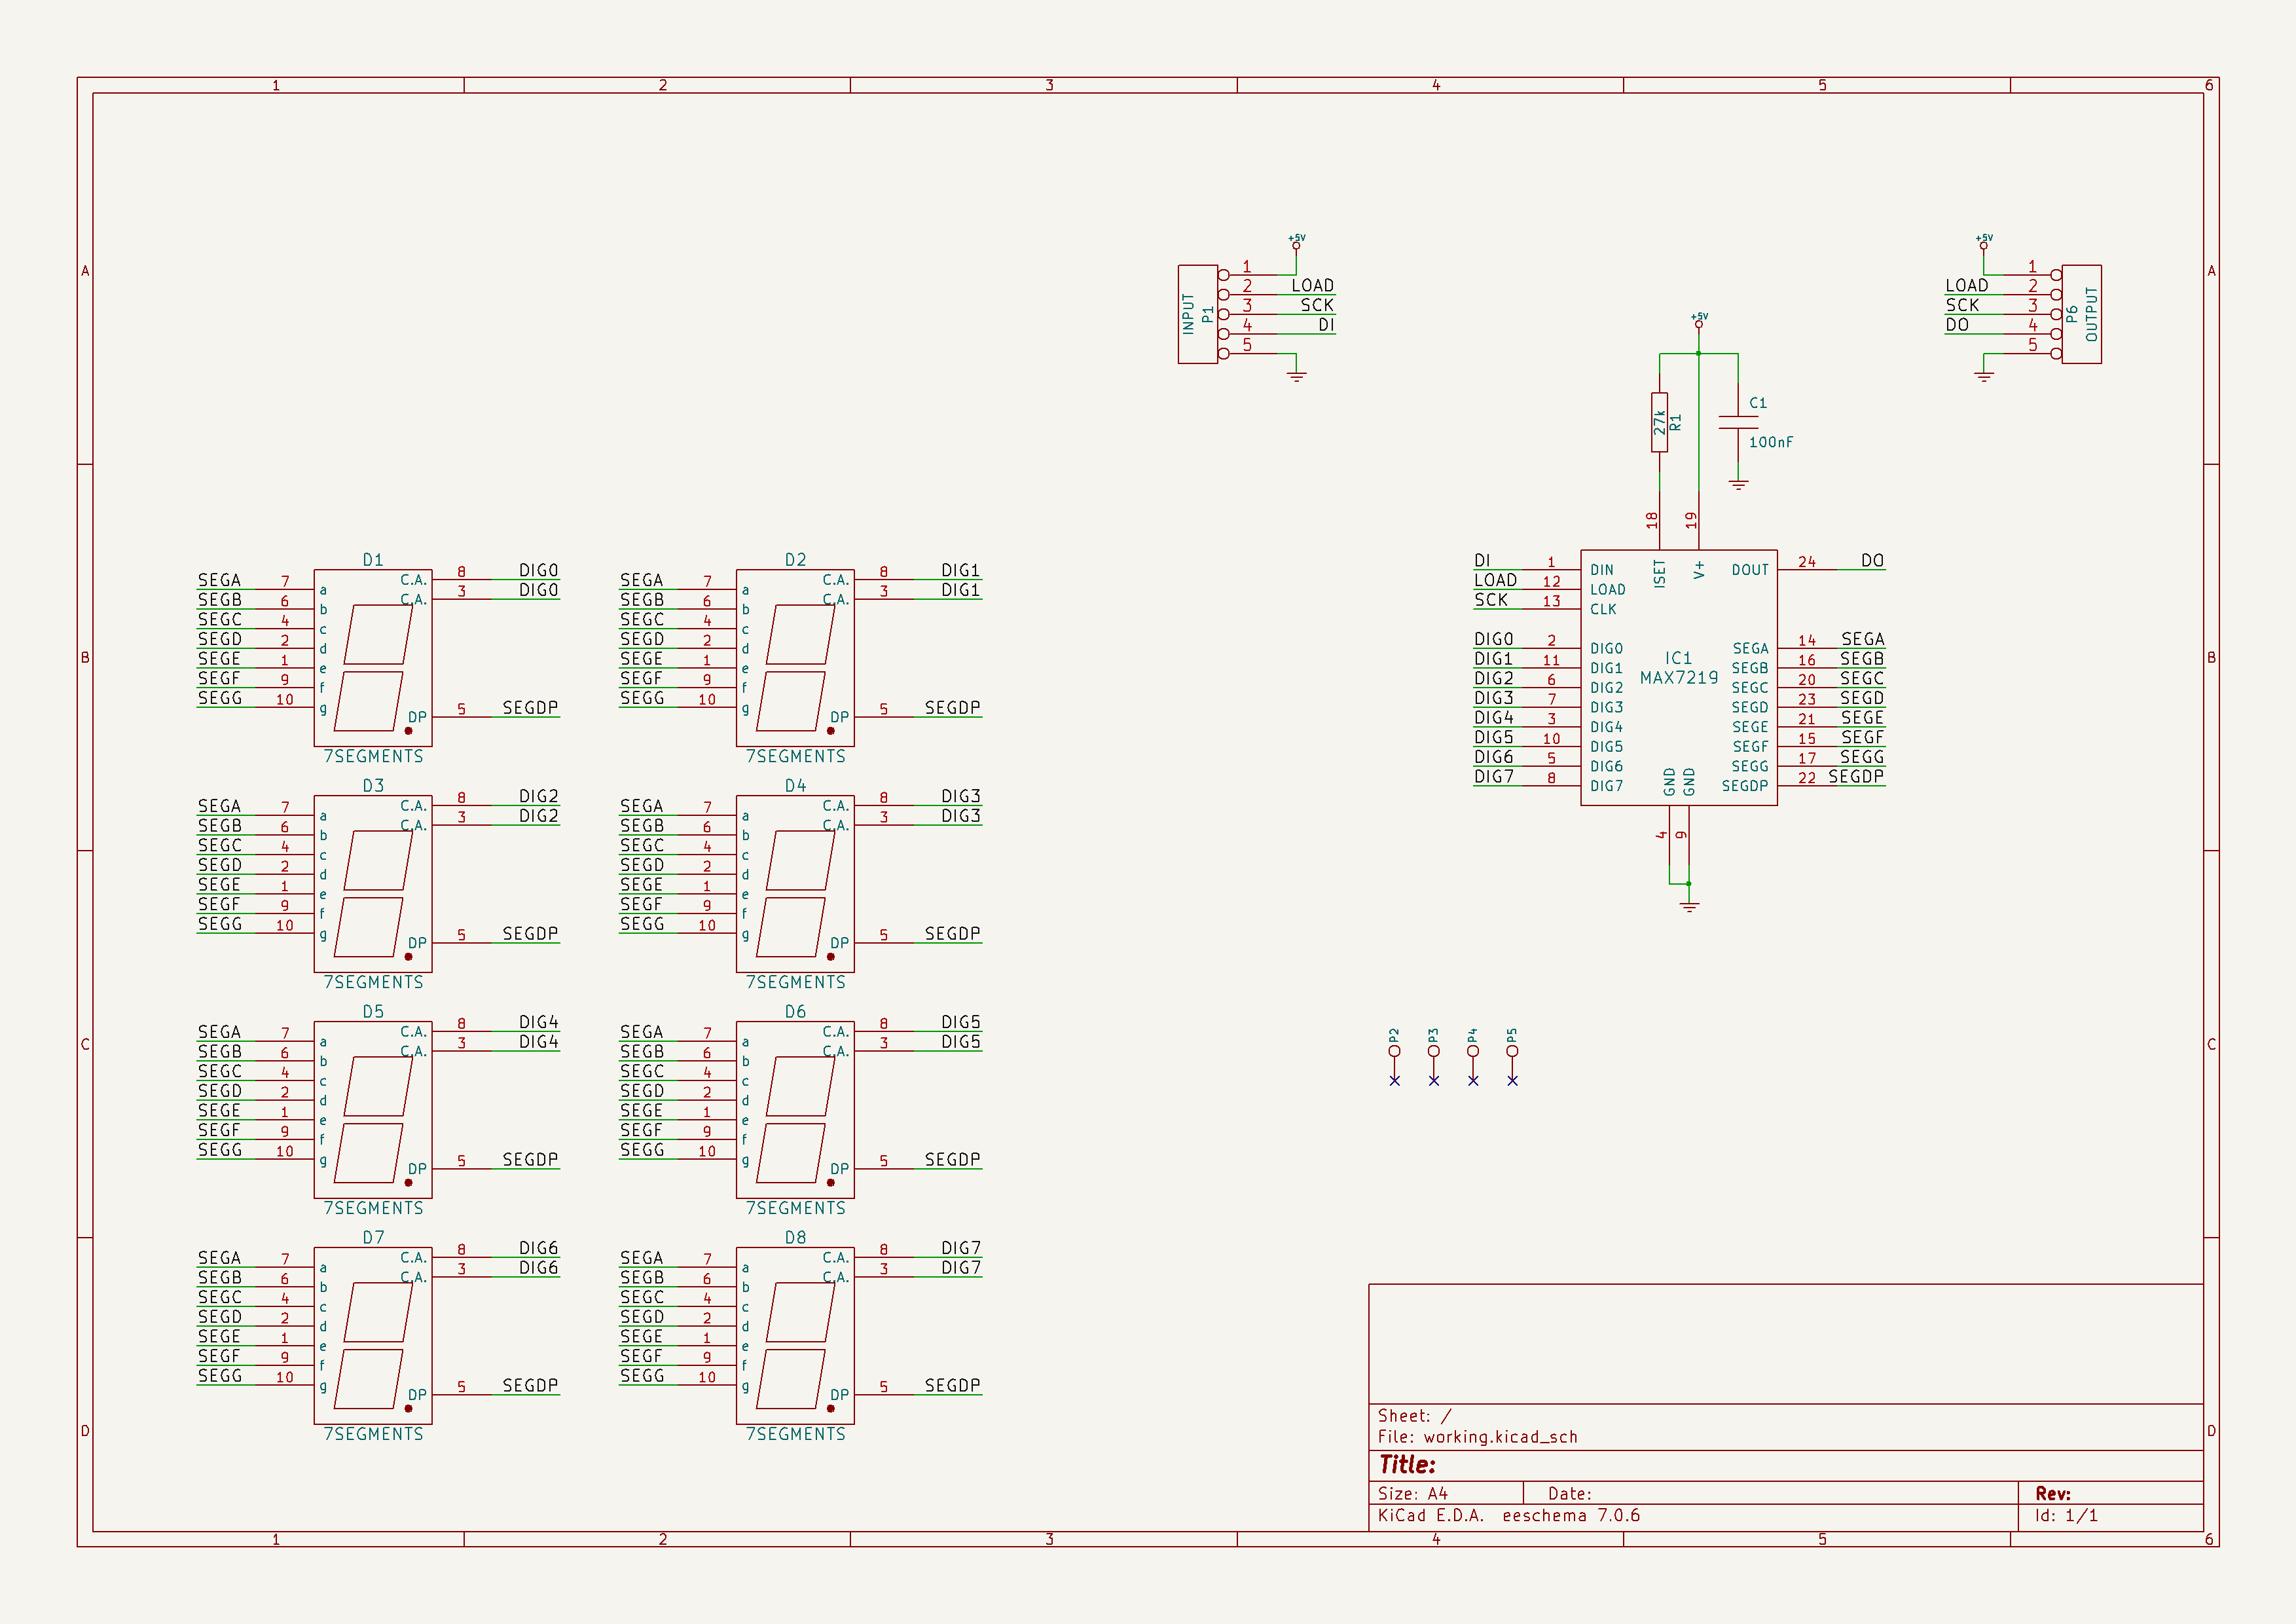 1 2 3 4 5 6
A A
B B
C C
D D
1 2 3 4 5 6
+5V
INPUT
P1
1
2 LOAD
3 SCK
4 DI
5
+5V
1
LOAD 2
SCK 3
DO 4
5
P6
OUTPUT
+5V
27k
R1
C1
100nF
18 19
ISET V+
DI 1 DIN DOUT 24 DO
LOAD 12 LOAD
SCK 13 CLK
DIG0 2 DIG0 SEGA 14 SEGA
DIG1 11 DIG1 SEGB 16 SEGB
DIG2 6 DIG2 SEGC 20 SEGC
DIG3 7 DIG3 SEGD 23 SEGD
DIG4 3 DIG4 SEGE 21 SEGE
DIG5 10 DIG5 SEGF 15 SEGF
DIG6 5 DIG6 SEGG 17 SEGG
DIG7 8 DIG7 SEGDP 22 SEGDP
IC1
MAX7219
GND GND
4 9
D1
C.A. 8 DIG0
SEGA 7 a
C.A. 3 DIG0
SEGB 6 b
SEGC 4 c
SEGD 2 d
SEGE 1 e
SEGF 9 f
SEGG 10 g
DP 5 SEGDP
7SEGMENTS
D2
C.A. 8 DIG1
SEGA 7 a
C.A. 3 DIG1
SEGB 6 b
SEGC 4 c
SEGD 2 d
SEGE 1 e
SEGF 9 f
SEGG 10 g
DP 5 SEGDP
7SEGMENTS
D3
C.A. 8 DIG2
SEGA 7 a
C.A. 3 DIG2
SEGB 6 b
SEGC 4 c
SEGD 2 d
SEGE 1 e
SEGF 9 f
SEGG 10 g
DP 5 SEGDP
7SEGMENTS
D4
C.A. 8 DIG3
SEGA 7 a
C.A. 3 DIG3
SEGB 6 b
SEGC 4 c
SEGD 2 d
SEGE 1 e
SEGF 9 f
SEGG 10 g
DP 5 SEGDP
7SEGMENTS
D5
C.A. 8 DIG4
SEGA 7 a
C.A. 3 DIG4
SEGB 6 b
SEGC 4 c
SEGD 2 d
SEGE 1 e
SEGF 9 f
SEGG 10 g
DP 5 SEGDP
7SEGMENTS
D6
C.A. 8 DIG5
SEGA 7 a
C.A. 3 DIG5
SEGB 6 b
SEGC 4 c
SEGD 2 d
SEGE 1 e
SEGF 9 f
SEGG 10 g
DP 5 SEGDP
7SEGMENTS
D7
C.A. 8 DIG6
SEGA 7 a
C.A. 3 DIG6
SEGB 6 b
SEGC 4 c
SEGD 2 d
SEGE 1 e
SEGF 9 f
SEGG 10 g
DP 5 SEGDP
7SEGMENTS
D8
C.A. 8 DIG7
SEGA 7 a
C.A. 3 DIG7
SEGB 6 b
SEGC 4 c
SEGD 2 d
SEGE 1 e
SEGF 9 f
SEGG 10 g
DP 5 SEGDP
7SEGMENTS
P2 P3 P4 P5
Sheet: /
File: working.kicad_sch
Title:
Size: A4 Date: Rev:
KiCad E.D.A. eeschema 7.0.6 Id: 1/1